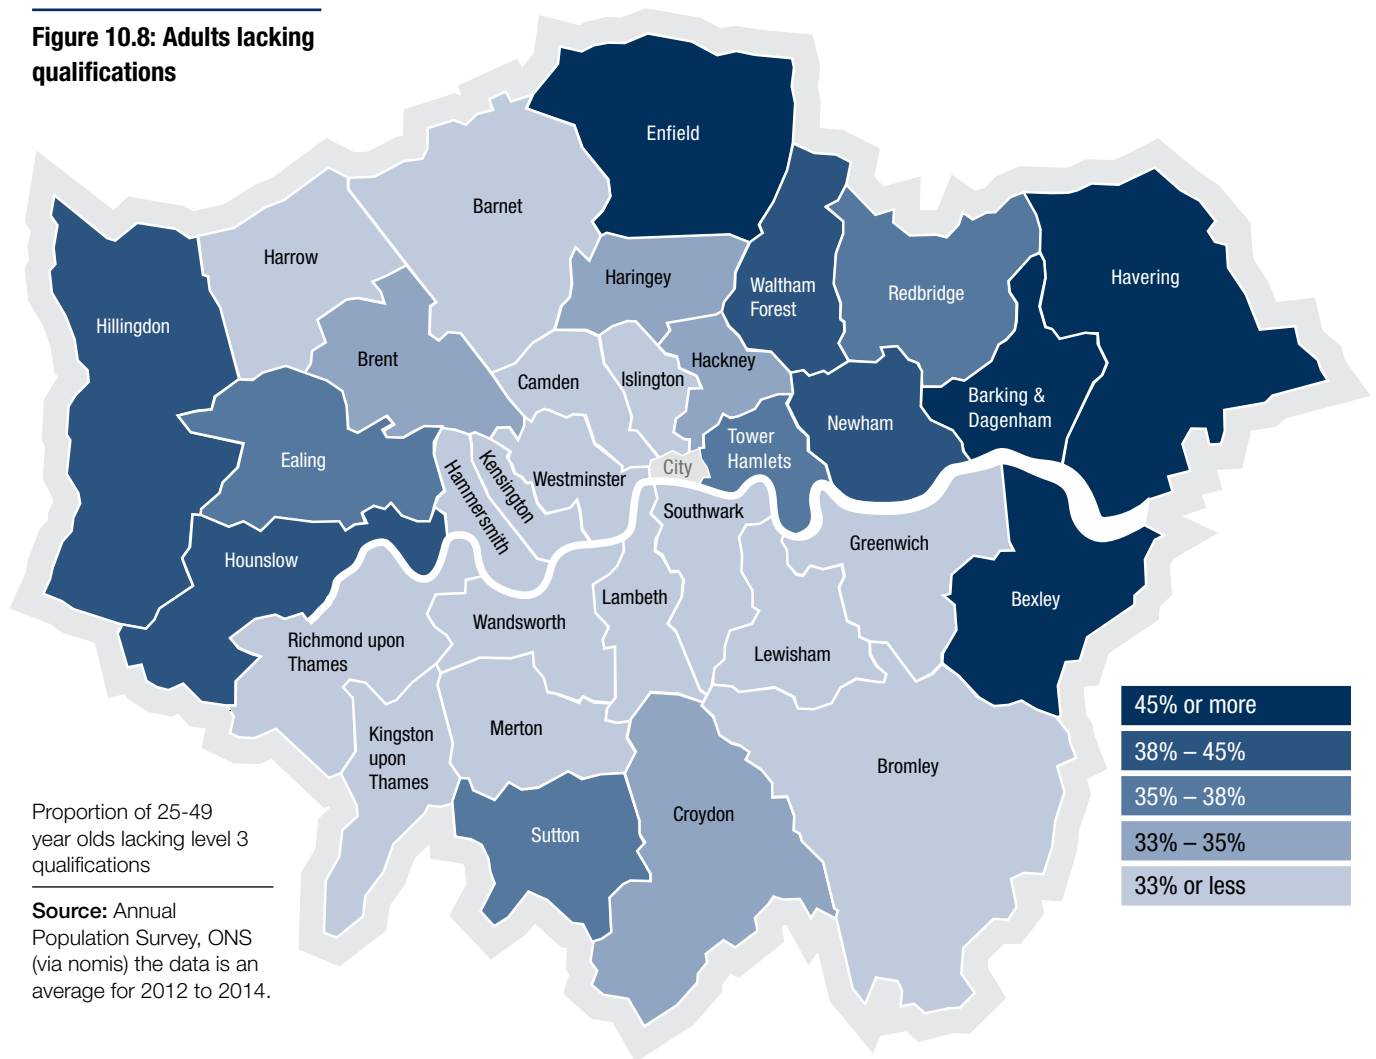 Figure 10.8: Adults lacking
qualifications
Enfield
Barnet
Harrow
Haringey
Waltham
Forest
Redbridge
Havering
Hillingdon
Brent
Camden
Islington
Hackney
Barking &
Dagenham
Newham
Tower
Hamlets
Ealing
City
Westminster
Kensington
Hammersmith
Southwark
Greenwich
Hounslow
Bexley
Lambeth
Wandsworth
Richmond upon
Thames
Lewisham
Kingston
upon
Thames
Merton
Bromley
Croydon
Sutton
45% or more
38% – 45%
35% – 38%
33% – 35%
33% or less
Proportion of 25-49
year olds lacking level 3
qualifications
Source: Annual
Population Survey, ONS
(via nomis) the data is an
average for 2012 to 2014.